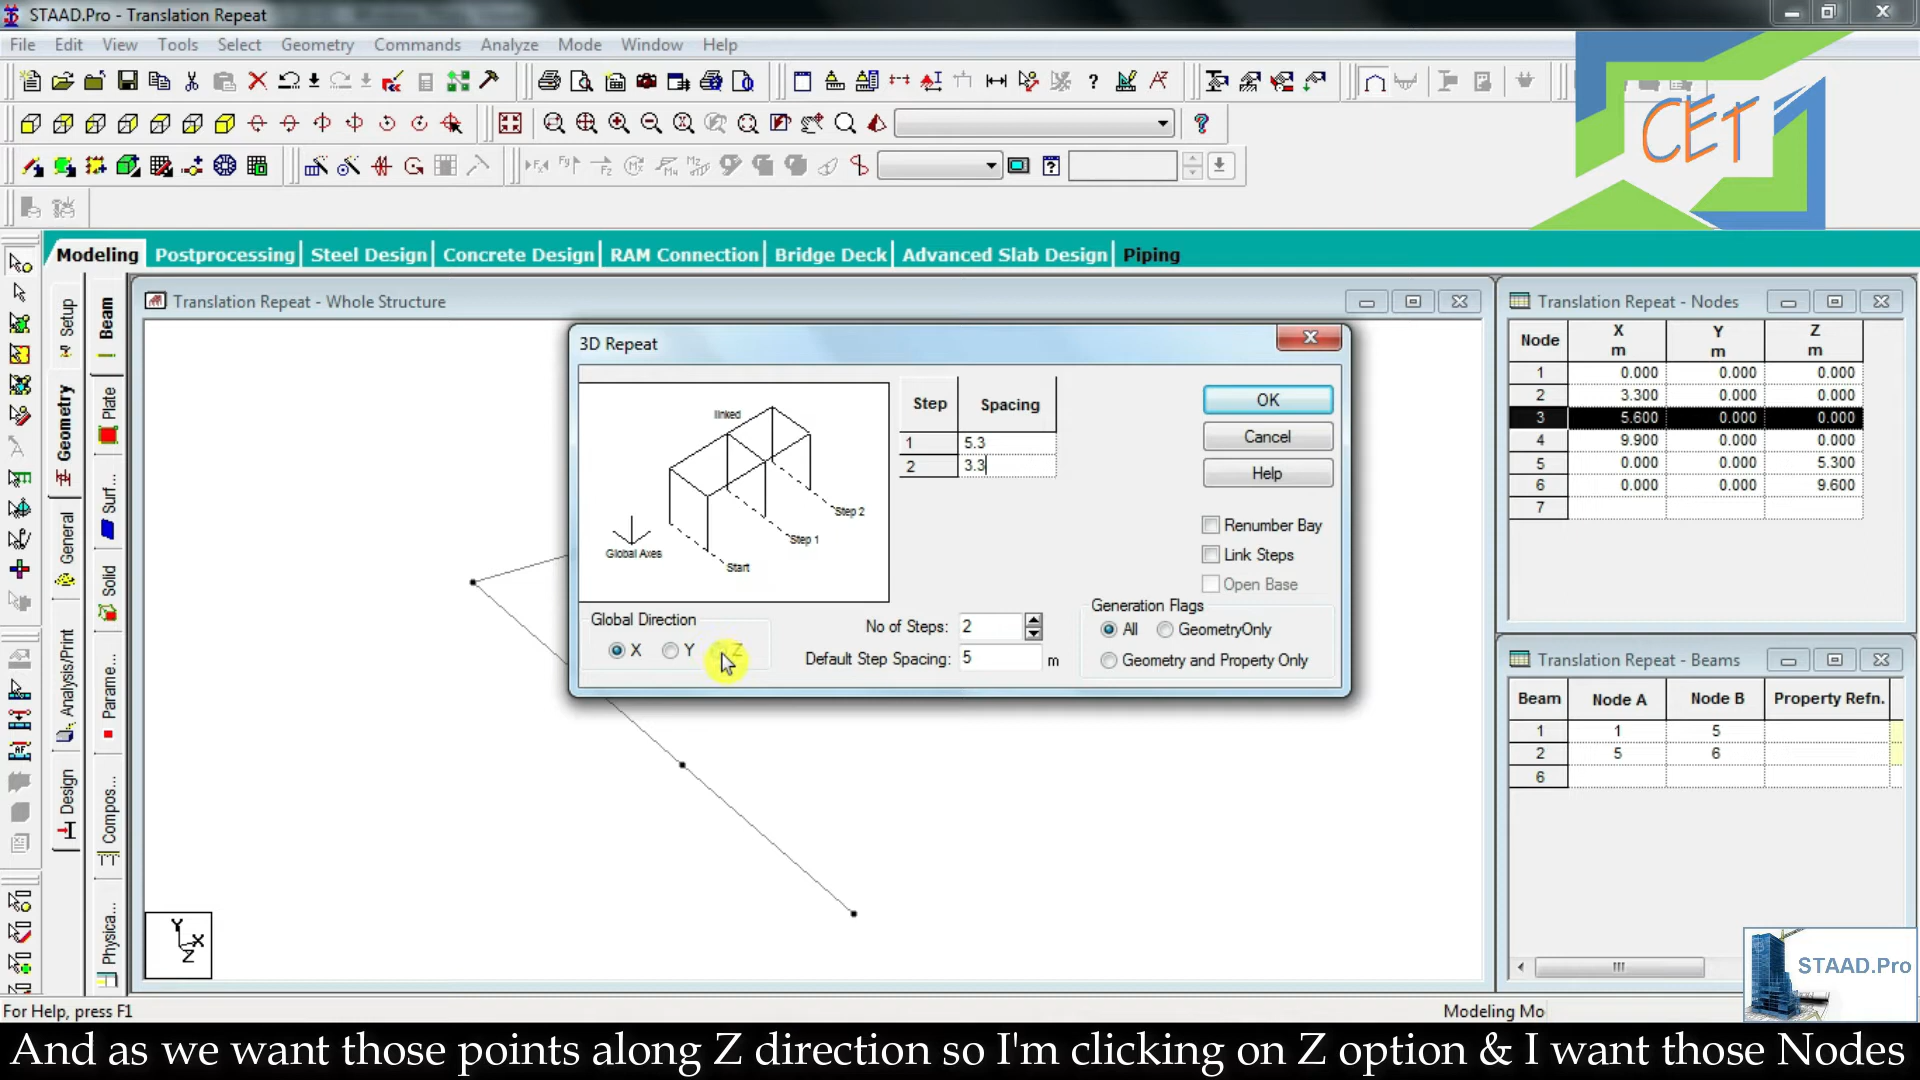 STAAD.Pro - Translation Repeat
File Edit View Tools Select Geometry Commands Analyze Mode Window Help
CET
Modeling Postprocessing Steel Design Concrete Design RAM Connection Bridge Deck Advanced Slab Design Piping
Setup
Geometry
General
Analysis/Print
Design
Beam
Plate
Surf...
Solid
Parame...
Compos...
Physica...
Translation Repeat - Whole Structure
3D Repeat
linked
Step 2
Step 1
Start
Global Axes
Step Spacing
1 5.3
2 3.3
OK
Cancel
Help
Renumber Bay
Link Steps
Open Base
Global Direction
X Y Z
No of Steps: 2
Default Step Spacing: 5 m
Generation Flags
All GeometryOnly
Geometry and Property Only
Y
X
Z
Translation Repeat - Nodes
Node X m Y m Z m
1 0.000 0.000 0.000
2 3.300 0.000 0.000
3 5.600 0.000 0.000
4 9.900 0.000 0.000
5 0.000 0.000 5.300
6 0.000 0.000 9.600
7
Translation Repeat - Beams
Beam Node A Node B Property Refn.
1 1 5
2 5 6
6
STAAD.Pro
For Help, press F1
Modeling Mo
And as we want those points along Z direction so I'm clicking on Z option & I want those Nodes